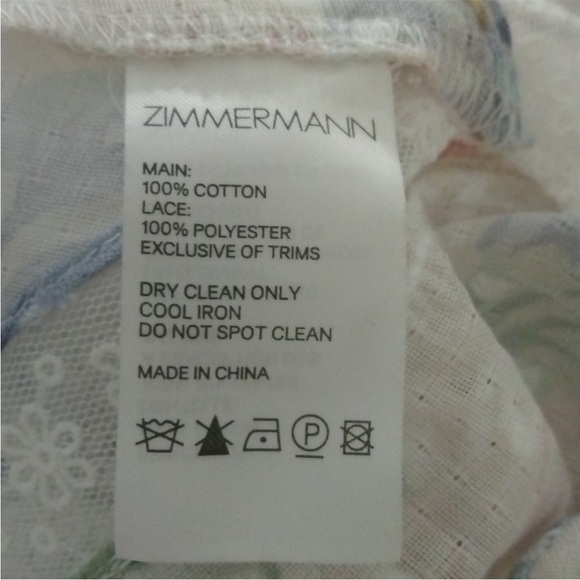 ZIMMERMANN
MAIN:
100% COTTON
LACE:
100% POLYESTER
EXCLUSIVE OF TRIMS
DRY CLEAN ONLY
COOL IRON
DO NOT SPOT CLEAN
MADE IN CHINA
P